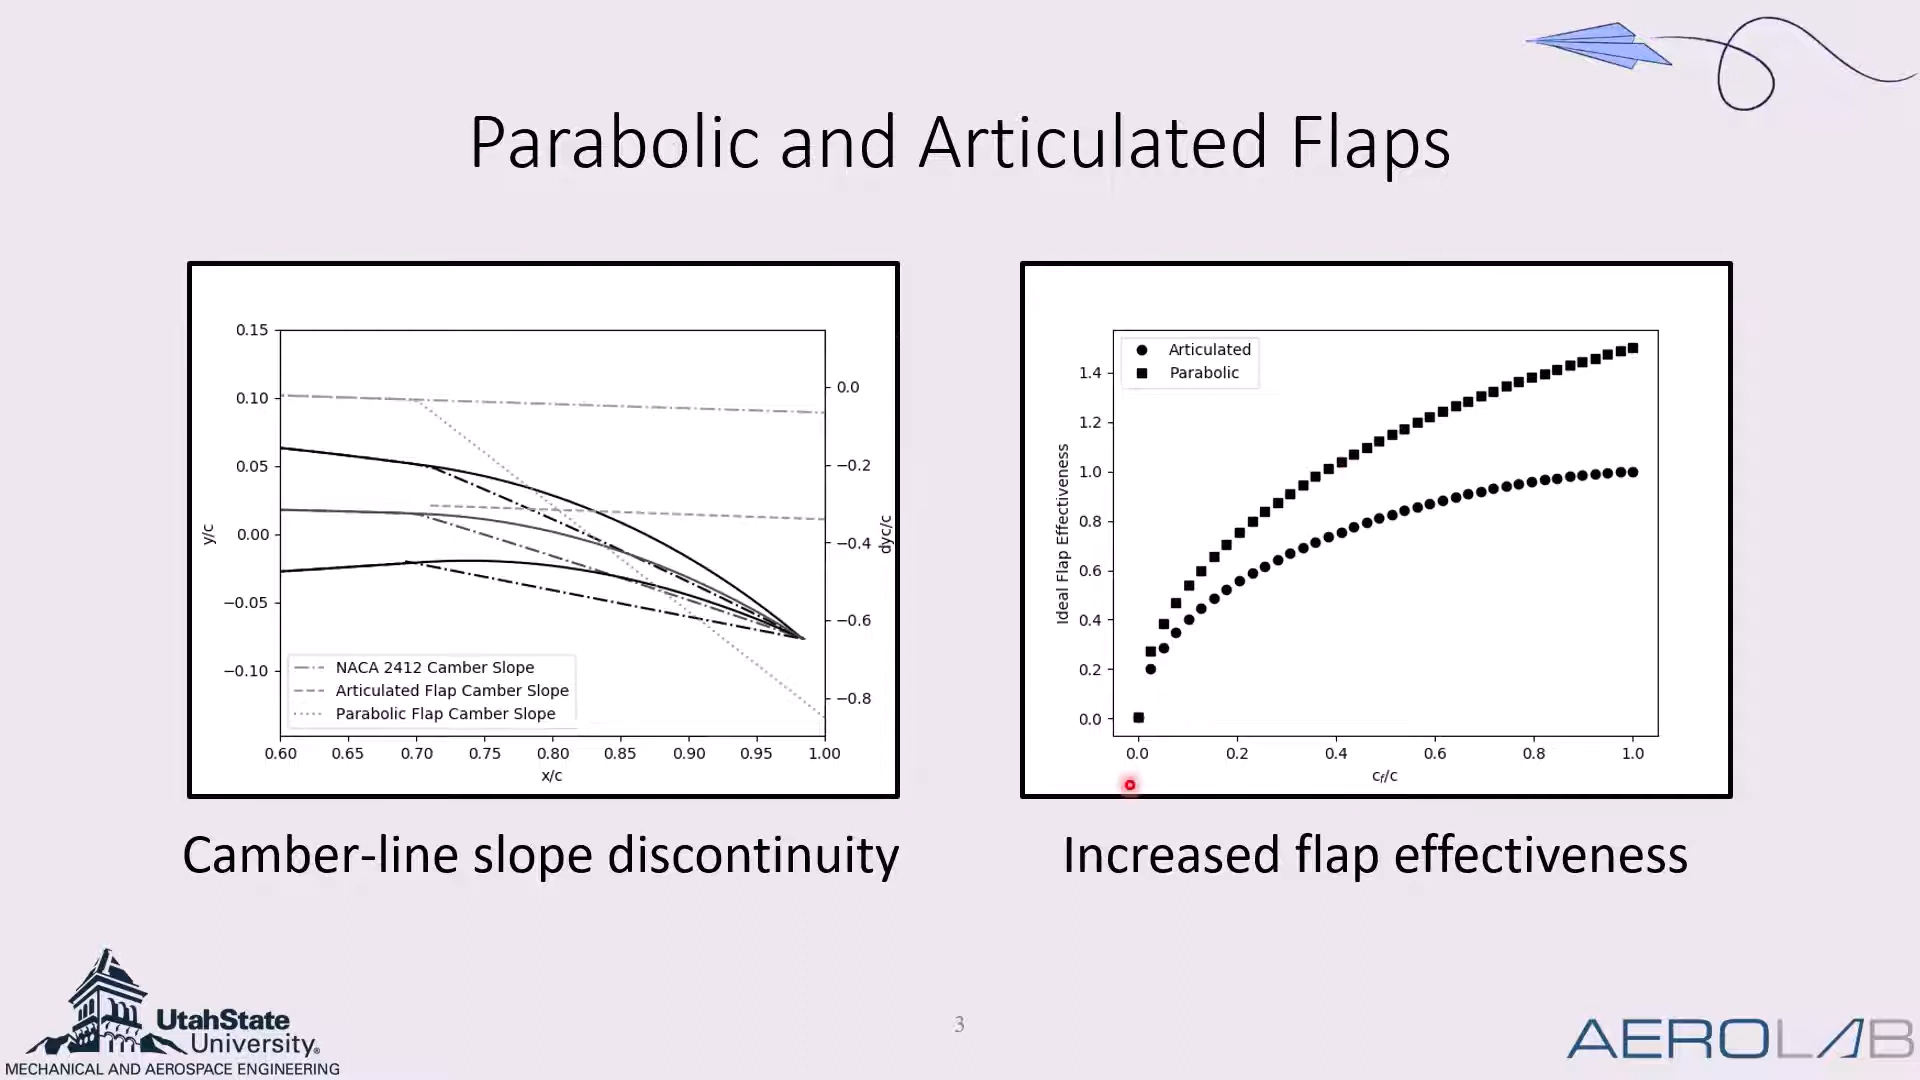 Parabolic and Articulated Flaps
0.15
0.10
0.05
0.00
−0.05
−0.10
y/c
0.0
−0.2
−0.4
−0.6
−0.8
dyc/c
NACA 2412 Camber Slope
Articulated Flap Camber Slope
Parabolic Flap Camber Slope
0.60 0.65 0.70 0.75 0.80 0.85 0.90 0.95 1.00
x/c
Camber-line slope discontinuity
Articulated
Parabolic
1.4
1.2
1.0
0.8
0.6
0.4
0.2
0.0
Ideal Flap Effectiveness
0.0 0.2 0.4 0.6 0.8 1.0
cf/c
Increased flap effectiveness
UtahState
University®
MECHANICAL AND AEROSPACE ENGINEERING
3
AEROLAB